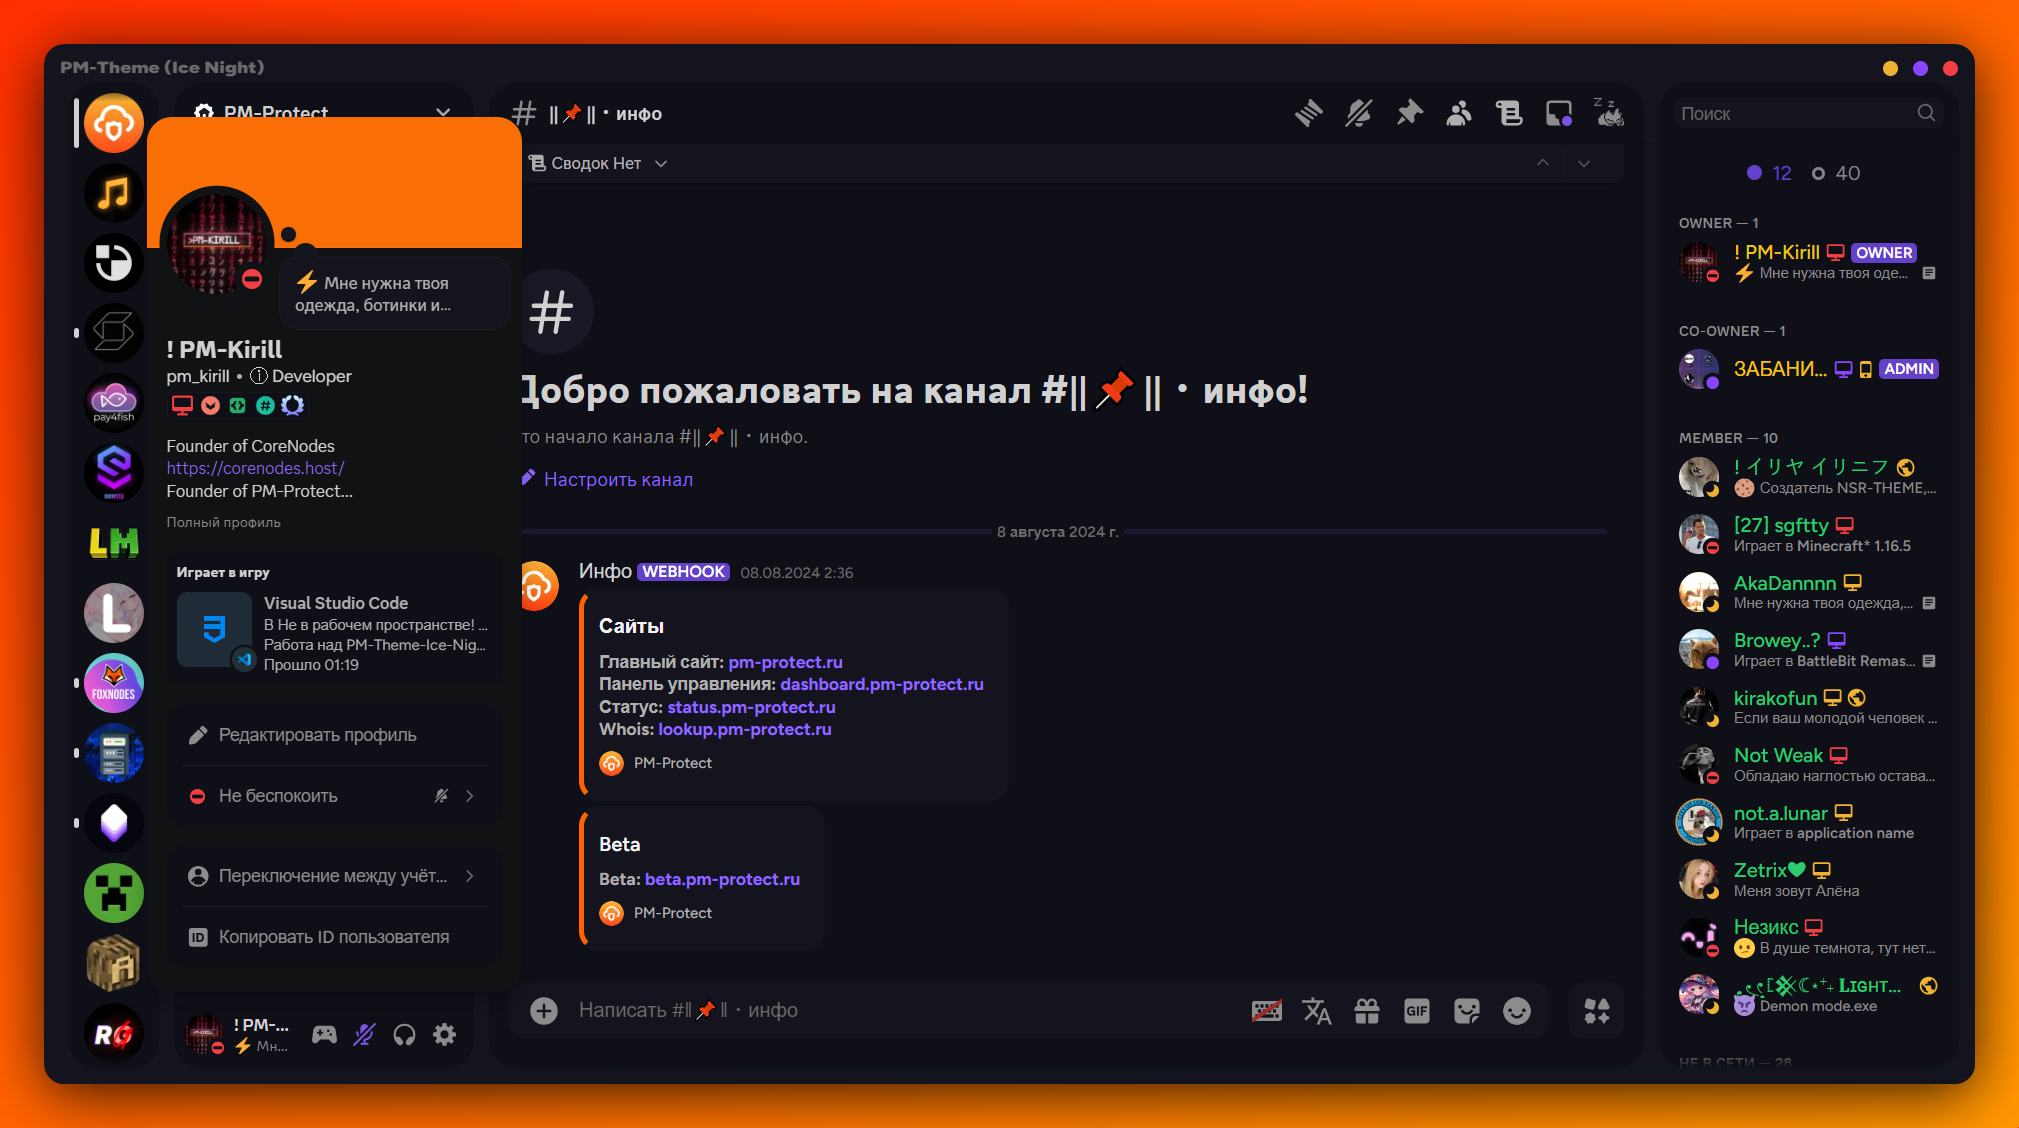 PM-Theme (Ice Night)
PM-Protect
>PM-KIRILL
⚡ Мне нужна твоя
одежда, ботинки и...
! PM-Kirill
pm_kirill • ⓘ Developer
Founder of CoreNodes
https://corenodes.host/
Founder of PM-Protect...
Полный профиль
Играет в игру
Visual Studio Code
В Не в рабочем пространстве! ...
Работа над PM-Theme-Ice-Nig...
Прошло 01:19
Редактировать профиль
Не беспокоить
Переключение между учёт...
ID Копировать ID пользователя
! PM-...
⚡ Мн...
pay4fish
LM
L
FOXNODES
RG
# ||📌||・инфо
Сводок Нет
#
Добро пожаловать на канал #||📌||・инфо!
то начало канала #||📌||・инфо.
Настроить канал
8 августа 2024 г.
Инфо WEBHOOK 08.08.2024 2:36
Сайты
Главный сайт: pm-protect.ru
Панель управления: dashboard.pm-protect.ru
Статус: status.pm-protect.ru
Whois: lookup.pm-protect.ru
PM-Protect
Beta
Beta: beta.pm-protect.ru
PM-Protect
Написать #||📌||・инфо
GIF
Поиск
12 40
OWNER — 1
! PM-Kirill OWNER
⚡ Мне нужна твоя оде...
CO-OWNER — 1
ЗАБАНИ... ADMIN
MEMBER — 10
! イリヤ イリニフ
🍪 Создатель NSR-THEME,...
[27] sgftty
Играет в Minecraft* 1.16.5
AkaDannnn
Мне нужна твоя одежда,...
Browey..?
Играет в BattleBit Remas...
kirakofun
Если ваш молодой человек ...
Not Weak
Обладаю наглостью остава...
not.a.lunar
Играет в application name
Zetrix💚
Меня зовут Алёна
Незикс
😕 В душе темнота, тут нет...
Lɪɢʜᴛ...
😈 Demon mode.exe
НЕ В СЕТИ — 28